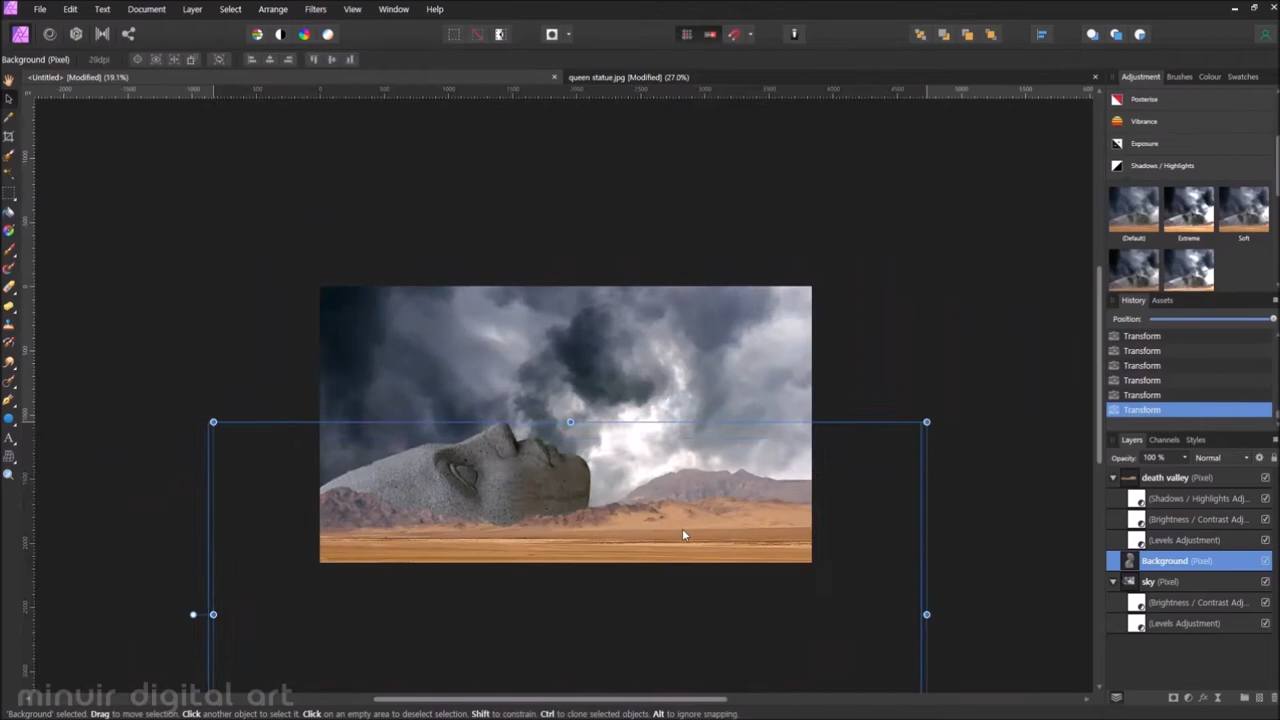 File Edit Text Document Layer Select Arrange Filters View Window Help
Background (Pixel) 29dpi
<Untitled> [Modified] (19.1%)
queen statue.jpg [Modified] (27.0%)
Adjustment Brushes Colour Swatches
Posterise
Vibrance
Exposure
Shadows / Highlights
(Default) Extreme Soft
History Assets
Position:
Transform
Transform
Transform
Transform
Transform
Transform
Layers Channels Styles
Opacity: 100 % Normal
death valley (Pixel)
(Shadows / Highlights Adj...
(Brightness / Contrast Adj...
(Levels Adjustment)
Background (Pixel)
sky (Pixel)
(Brightness / Contrast Adj...
(Levels Adjustment)
minuir digital art
'Background' selected. Drag to move selection. Click another object to select it. Click on an empty area to deselect selection. Shift to constrain. Ctrl to clone selected objects. Alt to ignore snapping.